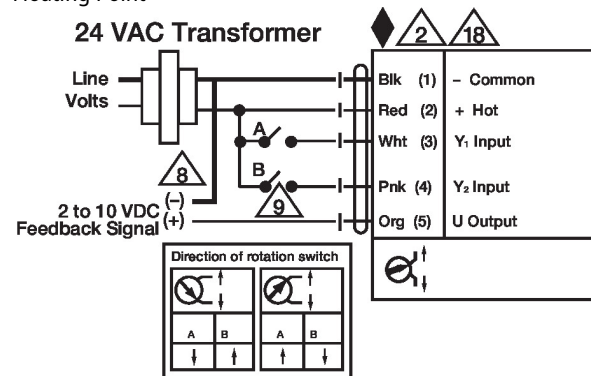 Heating Point
24 VAC Transformer
2
18
Line
Volts
Blk (1) – Common
Red (2) + Hot
A
Wht (3) Y₁ Input
B
Pnk (4) Y₂ Input
8
9
2 to 10 VDC (–)
Feedback Signal (+)
Org (5) U Output
Direction of rotation switch
A B A B